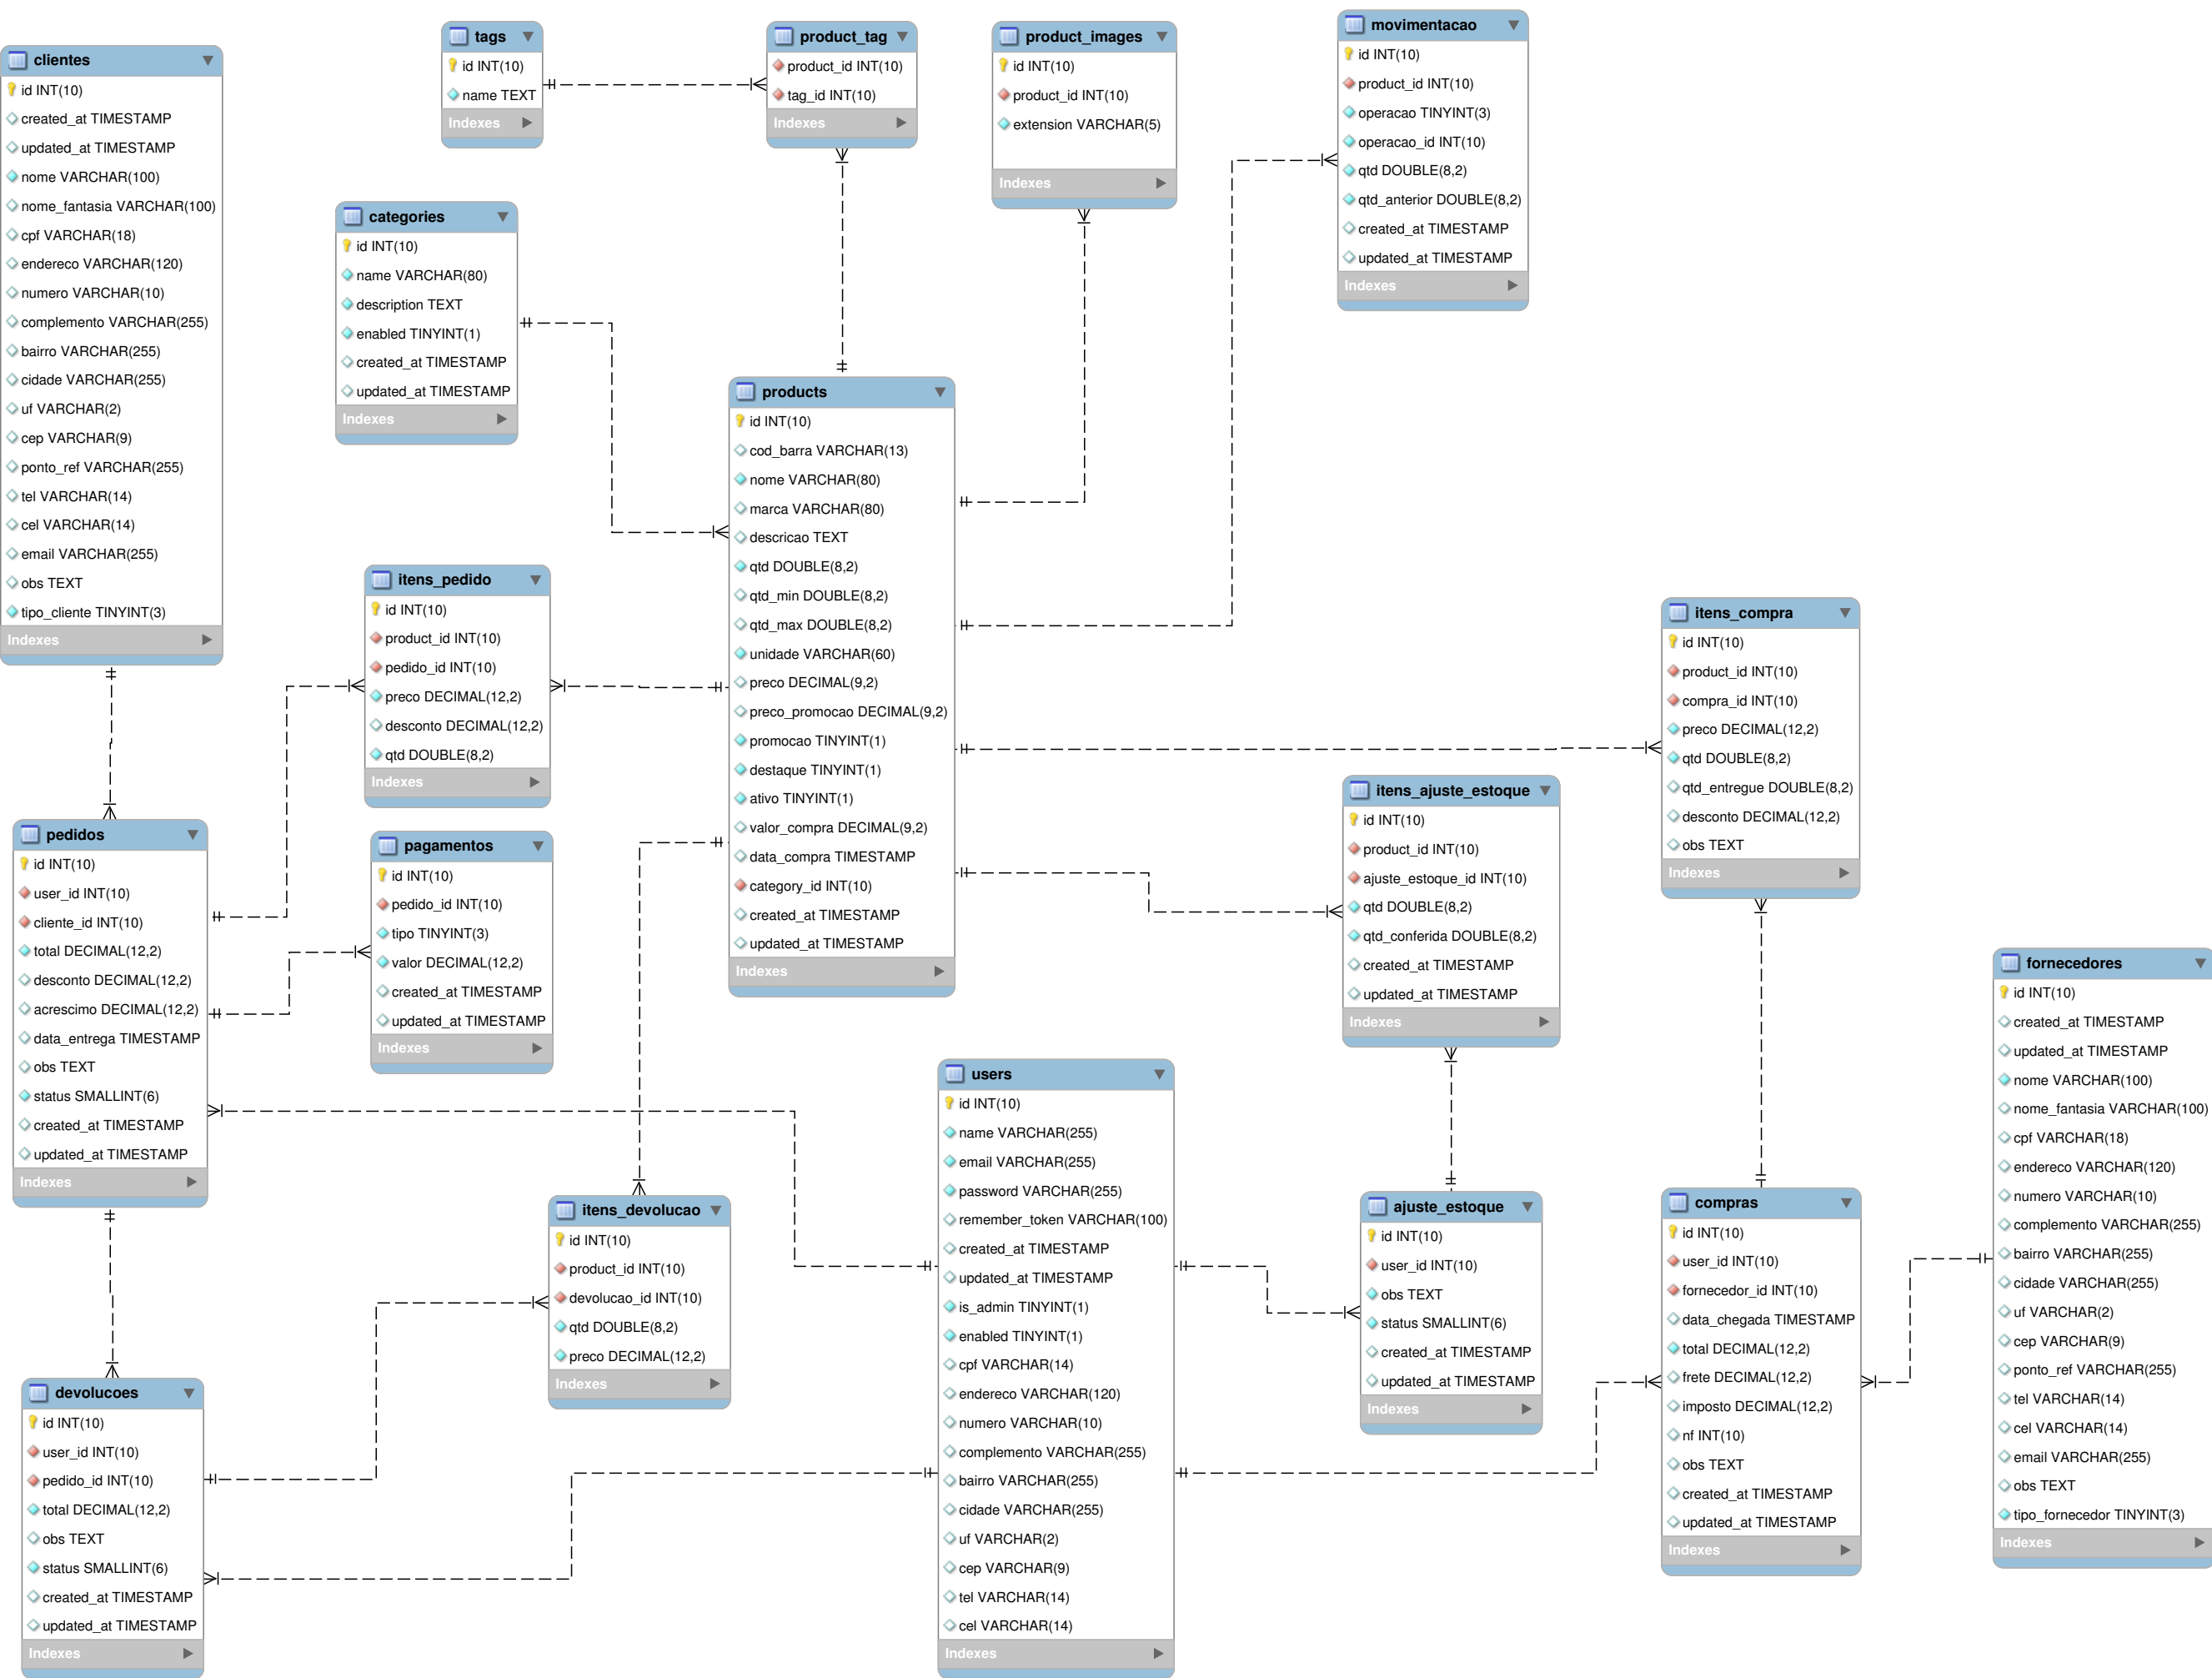 clientes
id INT(10)
created_at TIMESTAMP
updated_at TIMESTAMP
nome VARCHAR(100)
nome_fantasia VARCHAR(100)
cpf VARCHAR(18)
endereco VARCHAR(120)
numero VARCHAR(10)
complemento VARCHAR(255)
bairro VARCHAR(255)
cidade VARCHAR(255)
uf VARCHAR(2)
cep VARCHAR(9)
ponto_ref VARCHAR(255)
tel VARCHAR(14)
cel VARCHAR(14)
email VARCHAR(255)
obs TEXT
tipo_cliente TINYINT(3)
Indexes
tags
id INT(10)
name TEXT
Indexes
product_tag
product_id INT(10)
tag_id INT(10)
Indexes
product_images
id INT(10)
product_id INT(10)
extension VARCHAR(5)
Indexes
movimentacao
id INT(10)
product_id INT(10)
operacao TINYINT(3)
operacao_id INT(10)
qtd DOUBLE(8,2)
qtd_anterior DOUBLE(8,2)
created_at TIMESTAMP
updated_at TIMESTAMP
Indexes
categories
id INT(10)
name VARCHAR(80)
description TEXT
enabled TINYINT(1)
created_at TIMESTAMP
updated_at TIMESTAMP
Indexes
products
id INT(10)
cod_barra VARCHAR(13)
nome VARCHAR(80)
marca VARCHAR(80)
descricao TEXT
qtd DOUBLE(8,2)
qtd_min DOUBLE(8,2)
qtd_max DOUBLE(8,2)
unidade VARCHAR(60)
preco DECIMAL(9,2)
preco_promocao DECIMAL(9,2)
promocao TINYINT(1)
destaque TINYINT(1)
ativo TINYINT(1)
valor_compra DECIMAL(9,2)
data_compra TIMESTAMP
category_id INT(10)
created_at TIMESTAMP
updated_at TIMESTAMP
Indexes
itens_pedido
id INT(10)
product_id INT(10)
pedido_id INT(10)
preco DECIMAL(12,2)
desconto DECIMAL(12,2)
qtd DOUBLE(8,2)
Indexes
itens_compra
id INT(10)
product_id INT(10)
compra_id INT(10)
preco DECIMAL(12,2)
qtd DOUBLE(8,2)
qtd_entregue DOUBLE(8,2)
desconto DECIMAL(12,2)
obs TEXT
Indexes
itens_ajuste_estoque
id INT(10)
product_id INT(10)
ajuste_estoque_id INT(10)
qtd DOUBLE(8,2)
qtd_conferida DOUBLE(8,2)
created_at TIMESTAMP
updated_at TIMESTAMP
Indexes
pedidos
id INT(10)
user_id INT(10)
cliente_id INT(10)
total DECIMAL(12,2)
desconto DECIMAL(12,2)
acrescimo DECIMAL(12,2)
data_entrega TIMESTAMP
obs TEXT
status SMALLINT(6)
created_at TIMESTAMP
updated_at TIMESTAMP
Indexes
pagamentos
id INT(10)
pedido_id INT(10)
tipo TINYINT(3)
valor DECIMAL(12,2)
created_at TIMESTAMP
updated_at TIMESTAMP
Indexes
fornecedores
id INT(10)
created_at TIMESTAMP
updated_at TIMESTAMP
nome VARCHAR(100)
nome_fantasia VARCHAR(100)
cpf VARCHAR(18)
endereco VARCHAR(120)
numero VARCHAR(10)
complemento VARCHAR(255)
bairro VARCHAR(255)
cidade VARCHAR(255)
uf VARCHAR(2)
cep VARCHAR(9)
ponto_ref VARCHAR(255)
tel VARCHAR(14)
cel VARCHAR(14)
email VARCHAR(255)
obs TEXT
tipo_fornecedor TINYINT(3)
Indexes
users
id INT(10)
name VARCHAR(255)
email VARCHAR(255)
password VARCHAR(255)
remember_token VARCHAR(100)
created_at TIMESTAMP
updated_at TIMESTAMP
is_admin TINYINT(1)
enabled TINYINT(1)
cpf VARCHAR(14)
endereco VARCHAR(120)
numero VARCHAR(10)
complemento VARCHAR(255)
bairro VARCHAR(255)
cidade VARCHAR(255)
uf VARCHAR(2)
cep VARCHAR(9)
tel VARCHAR(14)
cel VARCHAR(14)
Indexes
itens_devolucao
id INT(10)
product_id INT(10)
devolucao_id INT(10)
qtd DOUBLE(8,2)
preco DECIMAL(12,2)
Indexes
ajuste_estoque
id INT(10)
user_id INT(10)
obs TEXT
status SMALLINT(6)
created_at TIMESTAMP
updated_at TIMESTAMP
Indexes
compras
id INT(10)
user_id INT(10)
fornecedor_id INT(10)
data_chegada TIMESTAMP
total DECIMAL(12,2)
frete DECIMAL(12,2)
imposto DECIMAL(12,2)
nf INT(10)
obs TEXT
created_at TIMESTAMP
updated_at TIMESTAMP
Indexes
devolucoes
id INT(10)
user_id INT(10)
pedido_id INT(10)
total DECIMAL(12,2)
obs TEXT
status SMALLINT(6)
created_at TIMESTAMP
updated_at TIMESTAMP
Indexes